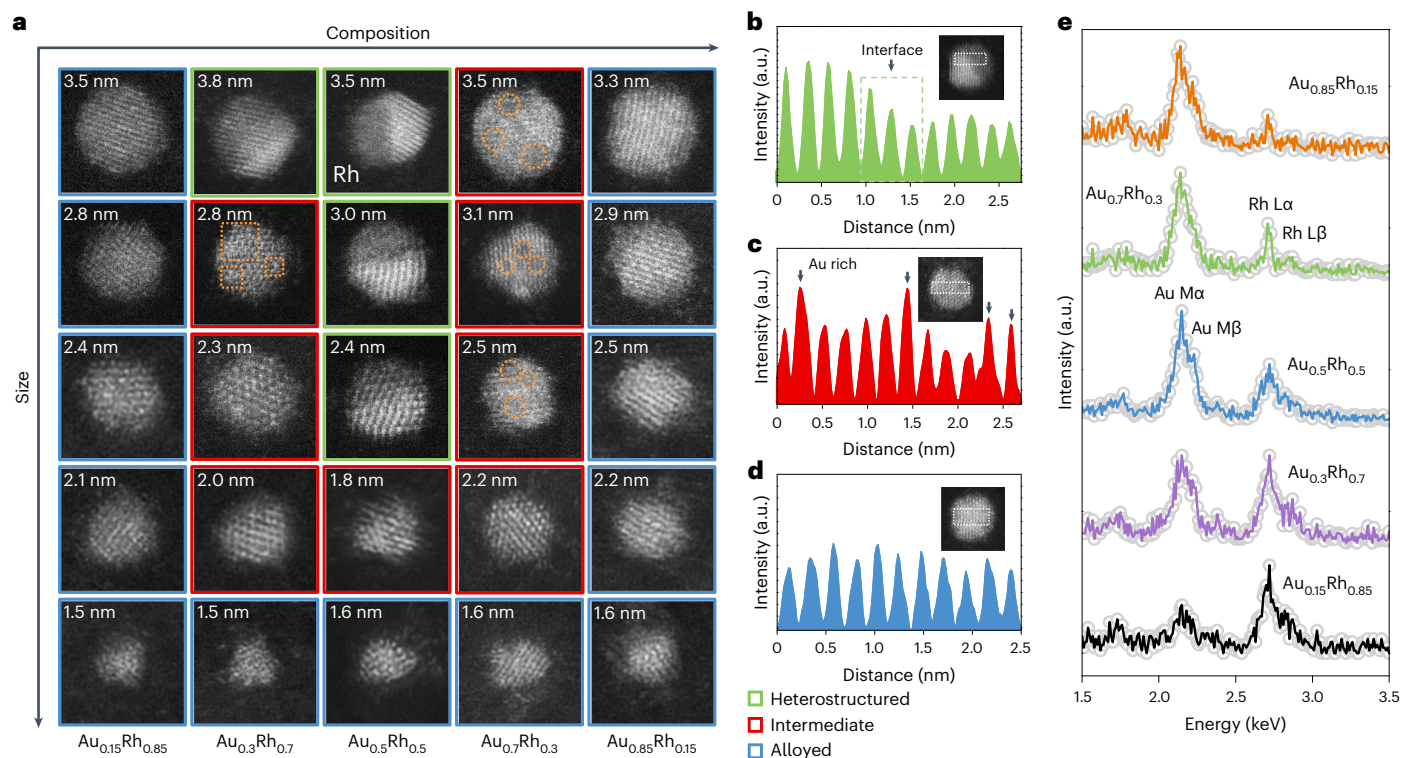 a
Composition
Size
3.5 nm
3.8 nm
3.5 nm
3.5 nm
3.3 nm
Rh
2.8 nm
2.8 nm
3.0 nm
3.1 nm
2.9 nm
2.4 nm
2.3 nm
2.4 nm
2.5 nm
2.5 nm
2.1 nm
2.0 nm
1.8 nm
2.2 nm
2.2 nm
1.5 nm
1.5 nm
1.6 nm
1.6 nm
1.6 nm
Au0.15Rh0.85
Au0.3Rh0.7
Au0.5Rh0.5
Au0.7Rh0.3
Au0.85Rh0.15
b
Interface
Intensity (a.u.)
0 0.5 1.0 1.5 2.0 2.5
Distance (nm)
c
Au rich
Intensity (a.u.)
0 0.5 1.0 1.5 2.0 2.5
Distance (nm)
d
Intensity (a.u.)
0 0.5 1.0 1.5 2.0 2.5
Distance (nm)
Heterostructured
Intermediate
Alloyed
e
Au0.85Rh0.15
Au0.7Rh0.3
Rh Lα
Rh Lβ
Au Mα
Au Mβ
Au0.5Rh0.5
Au0.3Rh0.7
Au0.15Rh0.85
Intensity (a.u.)
1.5 2.0 2.5 3.0 3.5
Energy (keV)